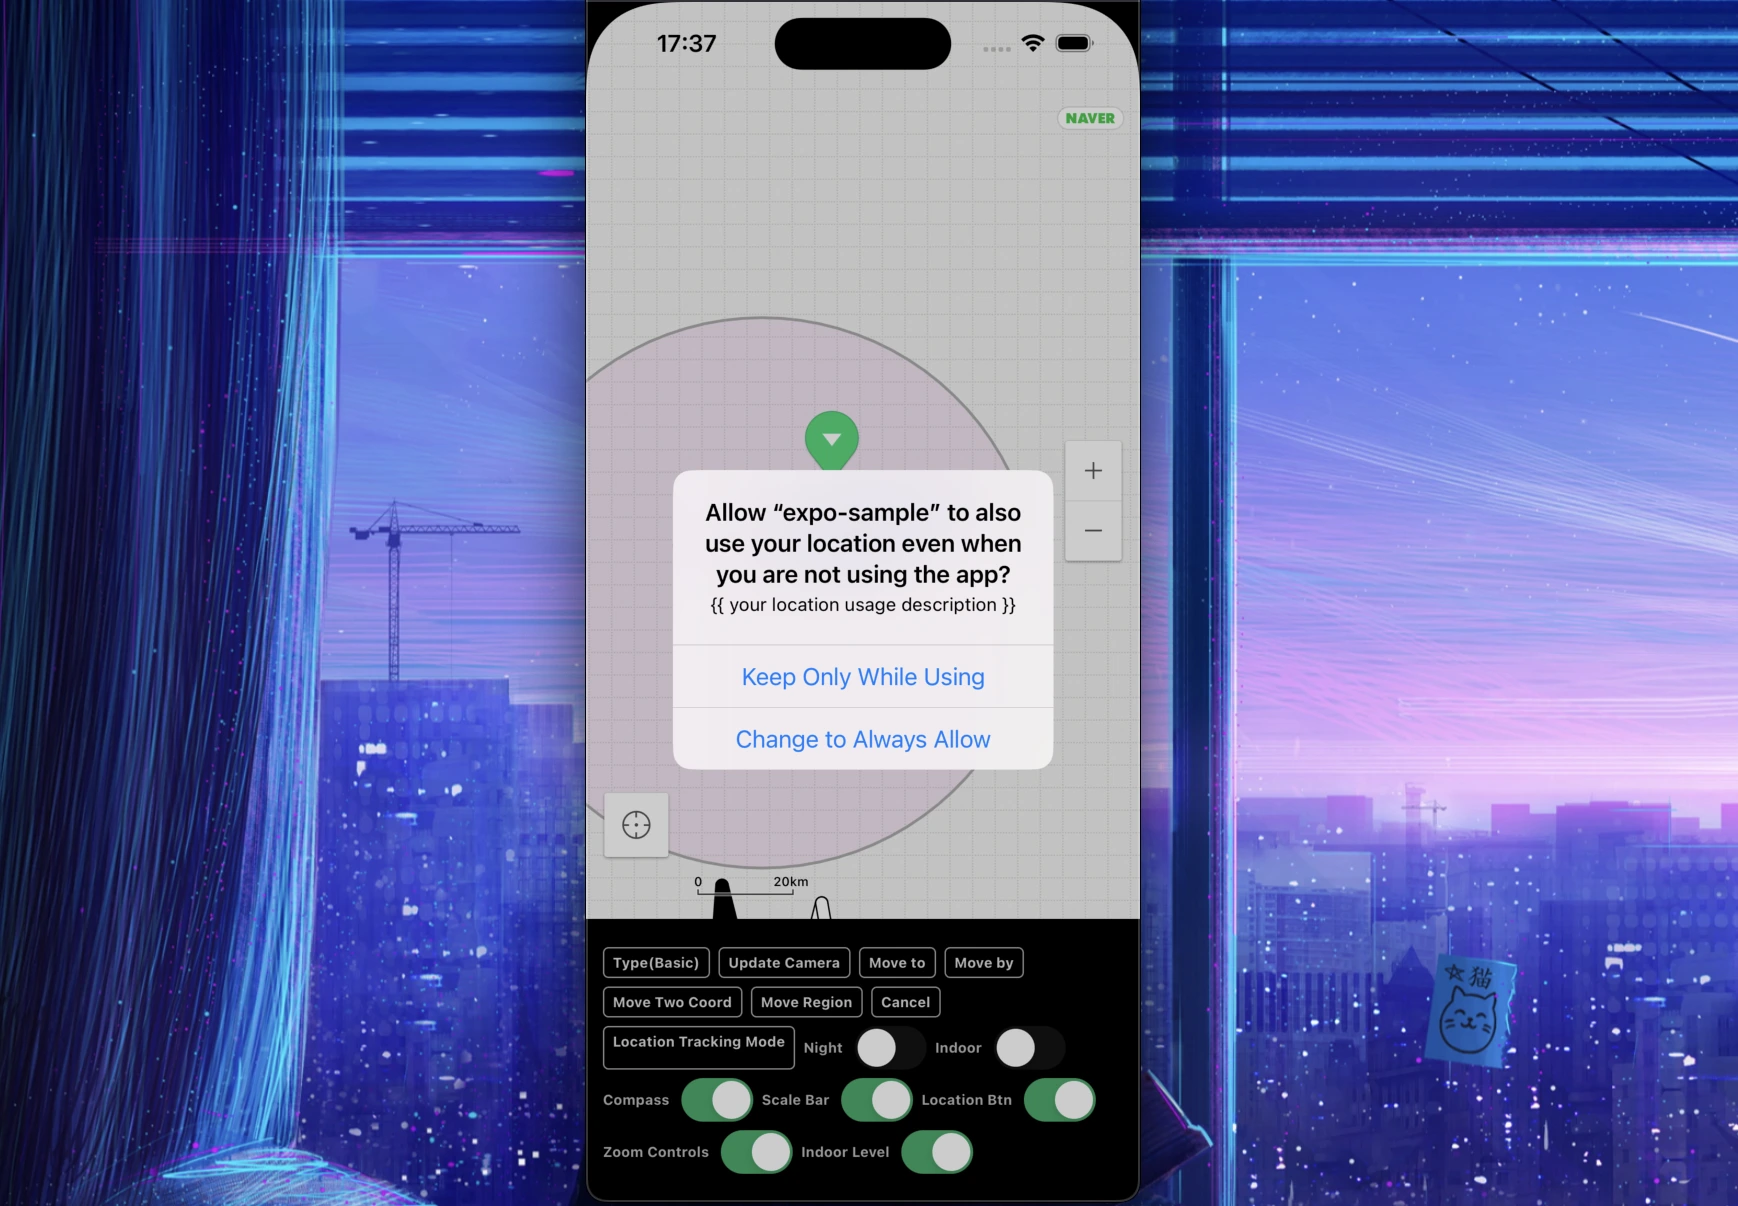 17:37
NAVER
Allow “expo-sample” to also
use your location even when
you are not using the app?
{{ your location usage description }}
Keep Only While Using
Change to Always Allow
0 20km
Type(Basic) Update Camera Move to Move by
Move Two Coord Move Region Cancel
Location Tracking Mode Night Indoor
Compass Scale Bar Location Btn
Zoom Controls Indoor Level
猫